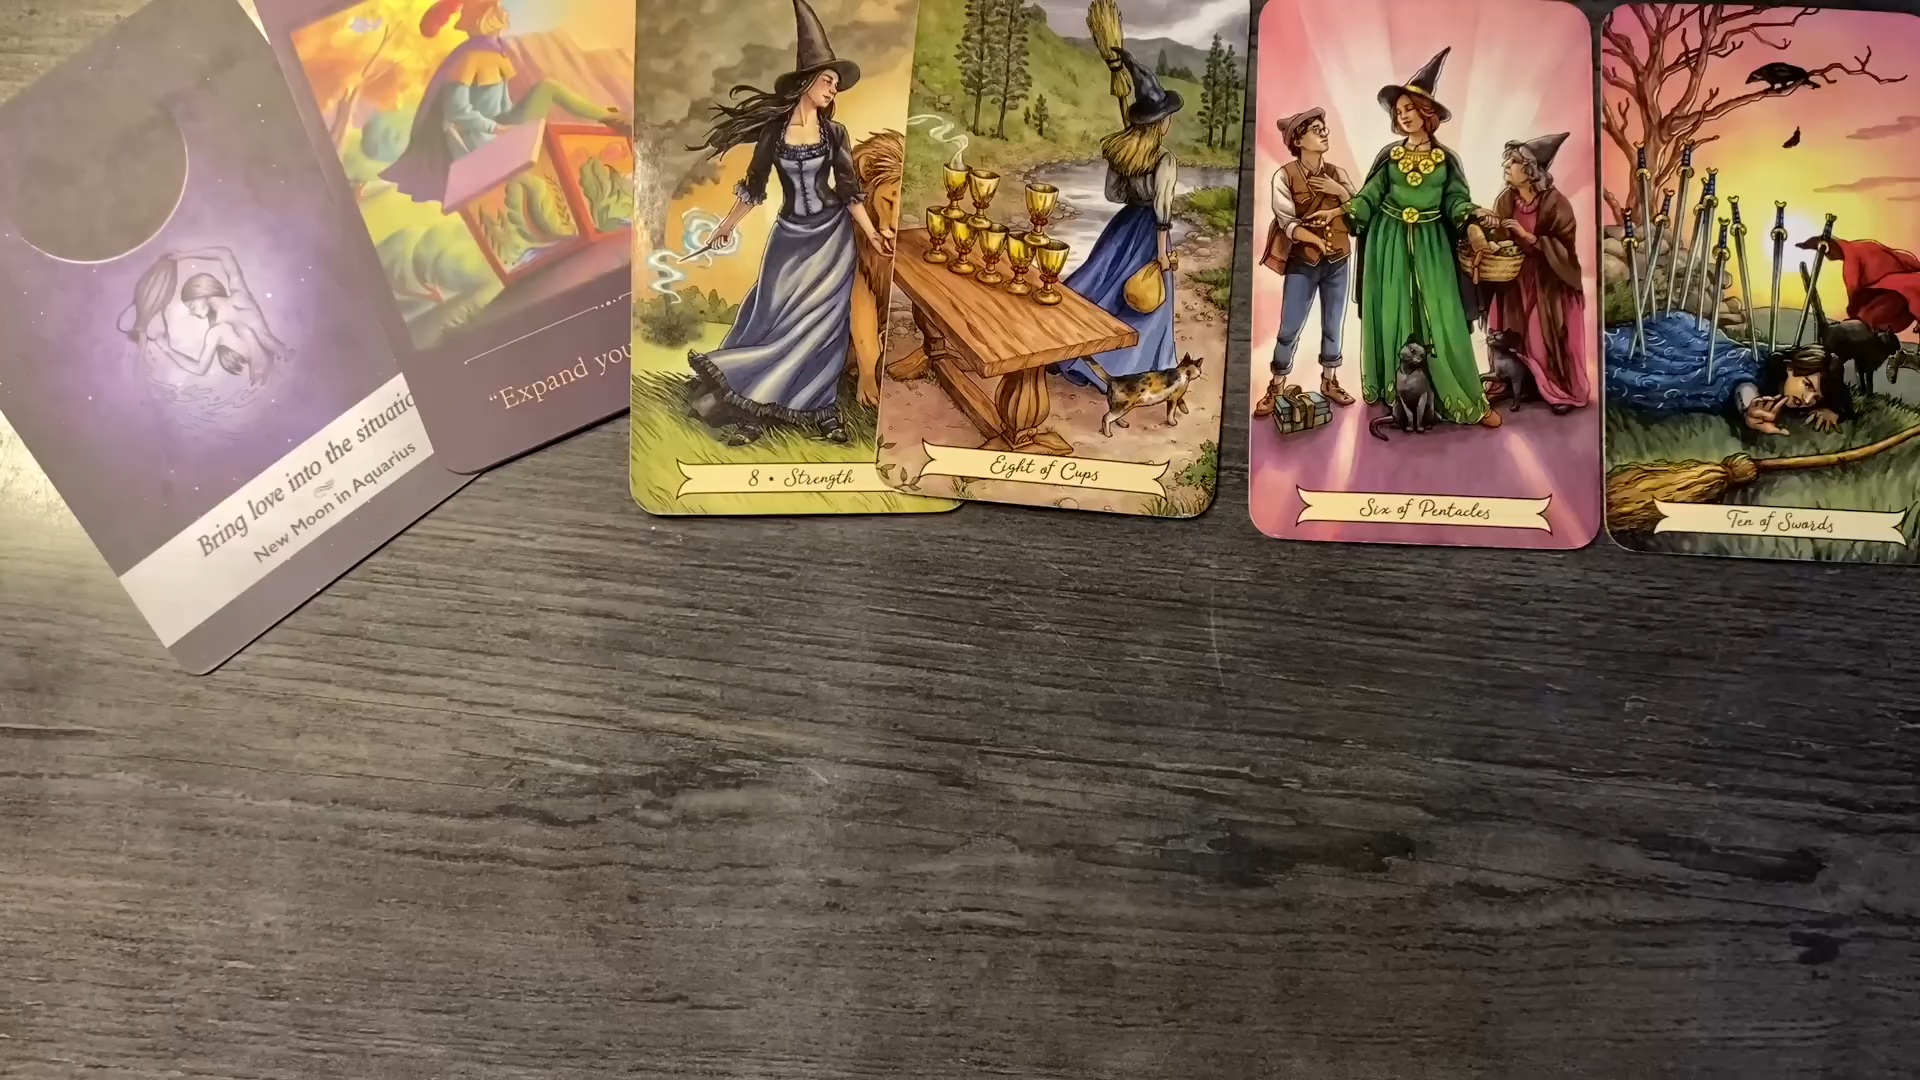 Bring love into the situatio
New Moon in Aquarius
“Expand you
8 • Strength
Eight of Cups
Six of Pentacles
Ten of Swords